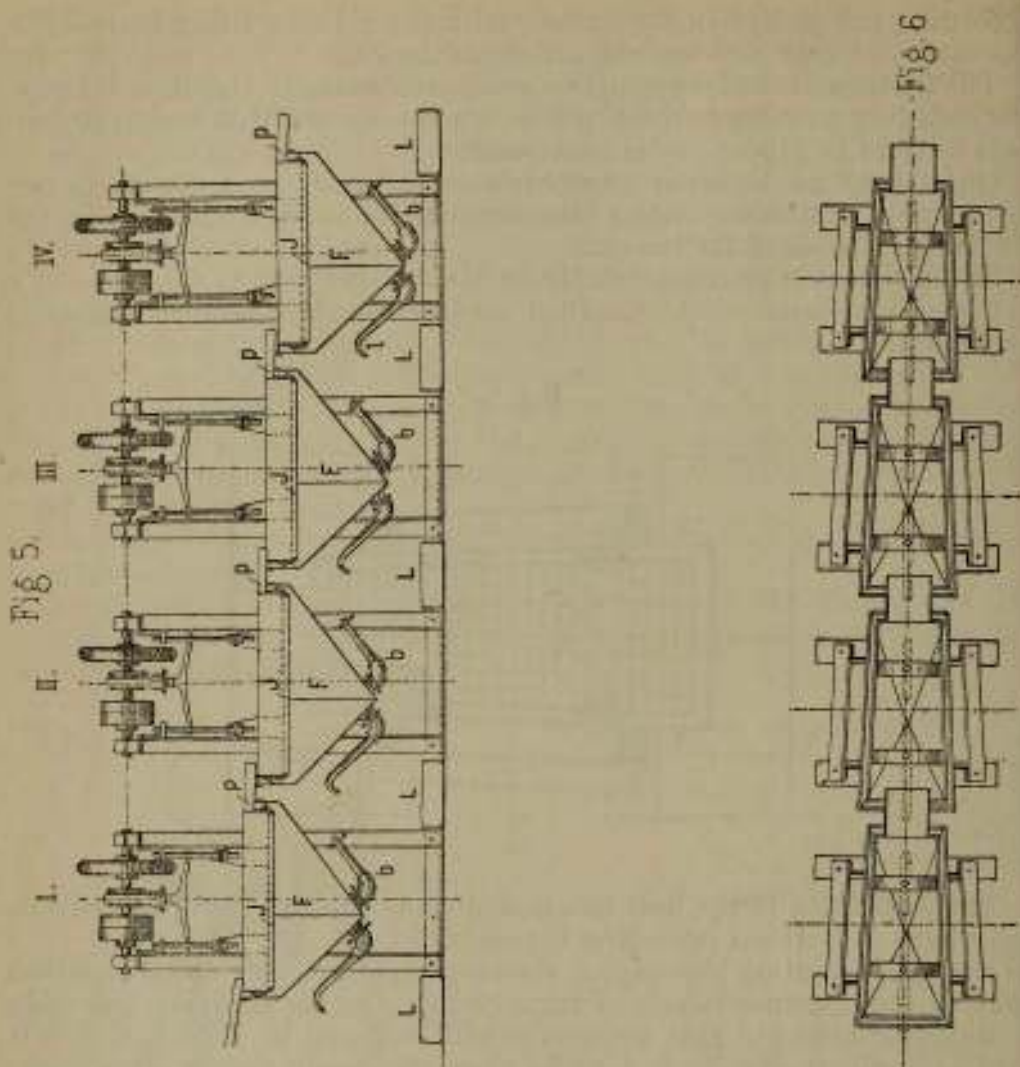 Fig 5.
I. II. III. IV.
P P P P
J J J J
F F F F
b b b b
l
L L L L L
Fig 6